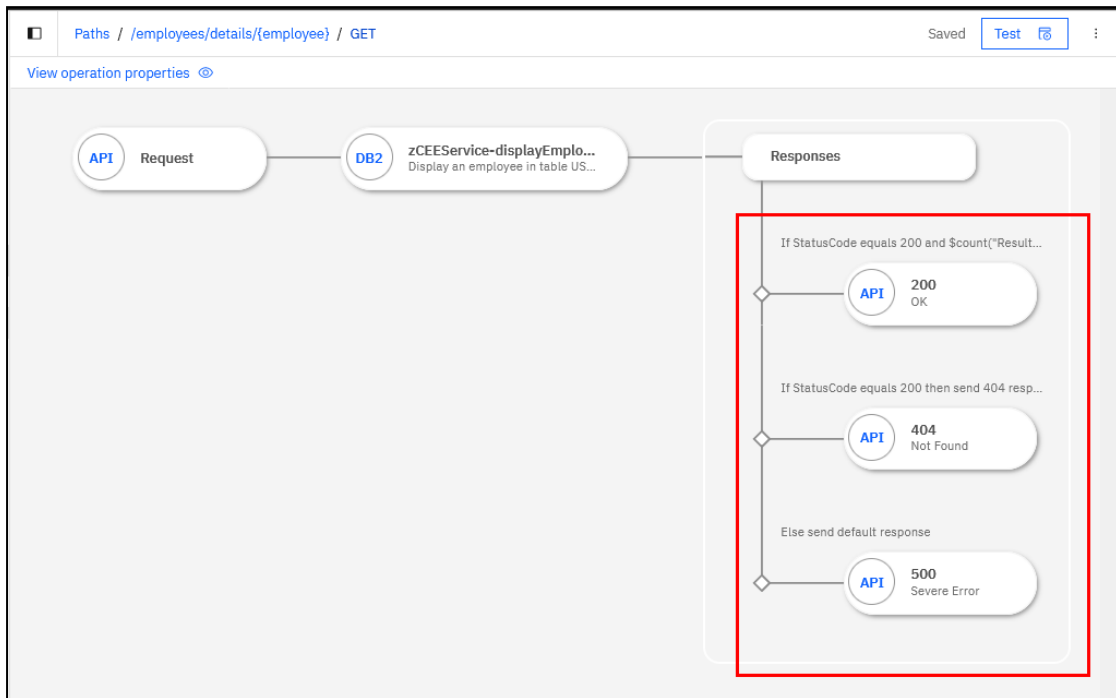 Paths / /employees/details/{employee} / GET
Saved
Test
View operation properties
API
Request
DB2
zCEEService-displayEmplo...
Display an employee in table US...
Responses
If StatusCode equals 200 and $count("Result...
API
200
OK
If StatusCode equals 200 then send 404 resp...
API
404
Not Found
Else send default response
API
500
Severe Error